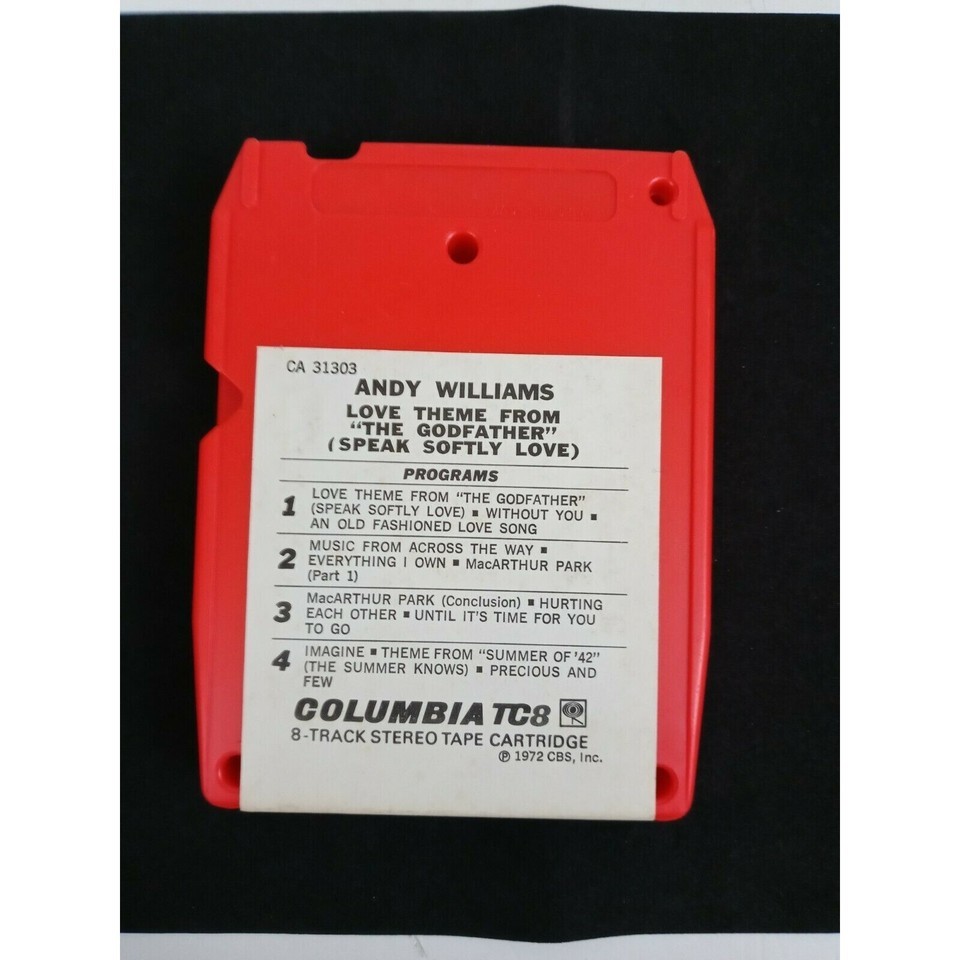 CA 31303
ANDY WILLIAMS
LOVE THEME FROM
"THE GODFATHER"
(SPEAK SOFTLY LOVE)
PROGRAMS
1 LOVE THEME FROM "THE GODFATHER"
(SPEAK SOFTLY LOVE) ▪ WITHOUT YOU ▪
AN OLD FASHIONED LOVE SONG
2 MUSIC FROM ACROSS THE WAY ▪
EVERYTHING I OWN ▪ MacARTHUR PARK
(Part 1)
3 MacARTHUR PARK (Conclusion) ▪ HURTING
EACH OTHER ▪ UNTIL IT'S TIME FOR YOU
TO GO
4 IMAGINE ▪ THEME FROM "SUMMER OF '42"
(THE SUMMER KNOWS) ▪ PRECIOUS AND
FEW
COLUMBIA TC8
8-TRACK STEREO TAPE CARTRIDGE
℗ 1972 CBS, Inc.